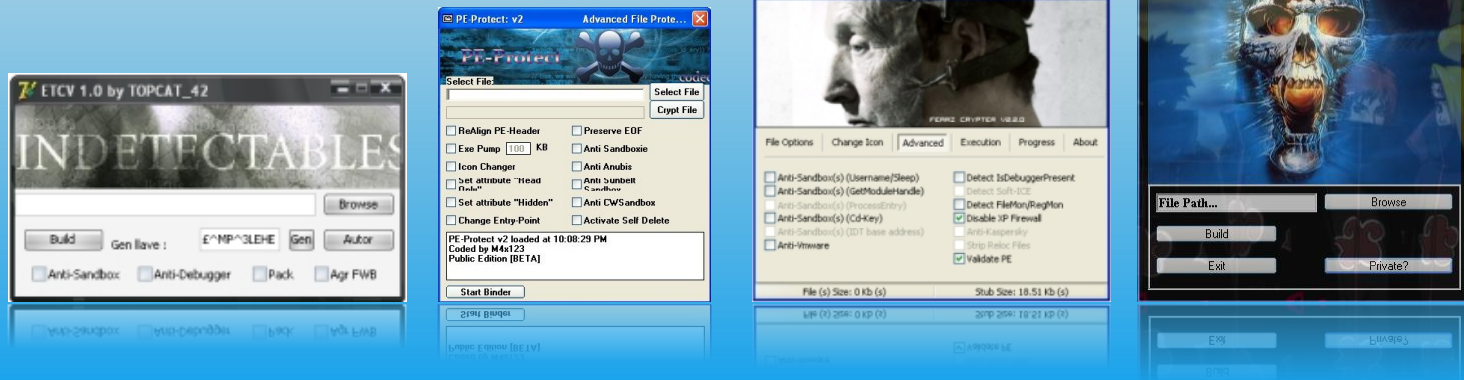 ETCV 1.0 by TOPCAT_42
INDETECTABLES
Browse
Build
Gen llave :
£^MP^3LEHE
Gen
Autor
Anti-Sandbox
Anti-Debugger
Pack
Agr FWB
PE-Protect: v2
Advanced File Prote...
PE-Protect
codec
Select File:
Select File
Crypt File
ReAlign PE-Header
Preserve EOF
Exe Pump 100 KB
Anti Sandboxie
Icon Changer
Anti Anubis
Set attribute "Read Only"
Anti Sunbelt Sandbox
Set attribute "Hidden"
Anti CWSandbox
Change Entry-Point
Activate Self Delete
PE-Protect v2 loaded at 10:08:29 PM
Coded by M4x123
Public Edition [BETA]
Start Binder
CRYPTER
File Options
Change Icon
Advanced
Execution
Progress
About
Anti-Sandbox(s) (Username/Sleep)
Detect IsDebuggerPresent
Anti-Sandbox(s) (GetModuleHandle)
Detect Soft-ICE
Anti-Sandbox(s) (ProcessEntry)
Detect FileMon/RegMon
Anti-Sandbox(s) (Cd-Key)
Disable XP Firewall
Anti-Sandbox(s) (IDT base address)
Anti-Kaspersky
Anti-Vmware
Strip Reloc Files
Validate PE
File (s) Size: 0 Kb (s)
Stub Size: 18.51 Kb (s)
File Path...
Browse
Build
Exit
Private?